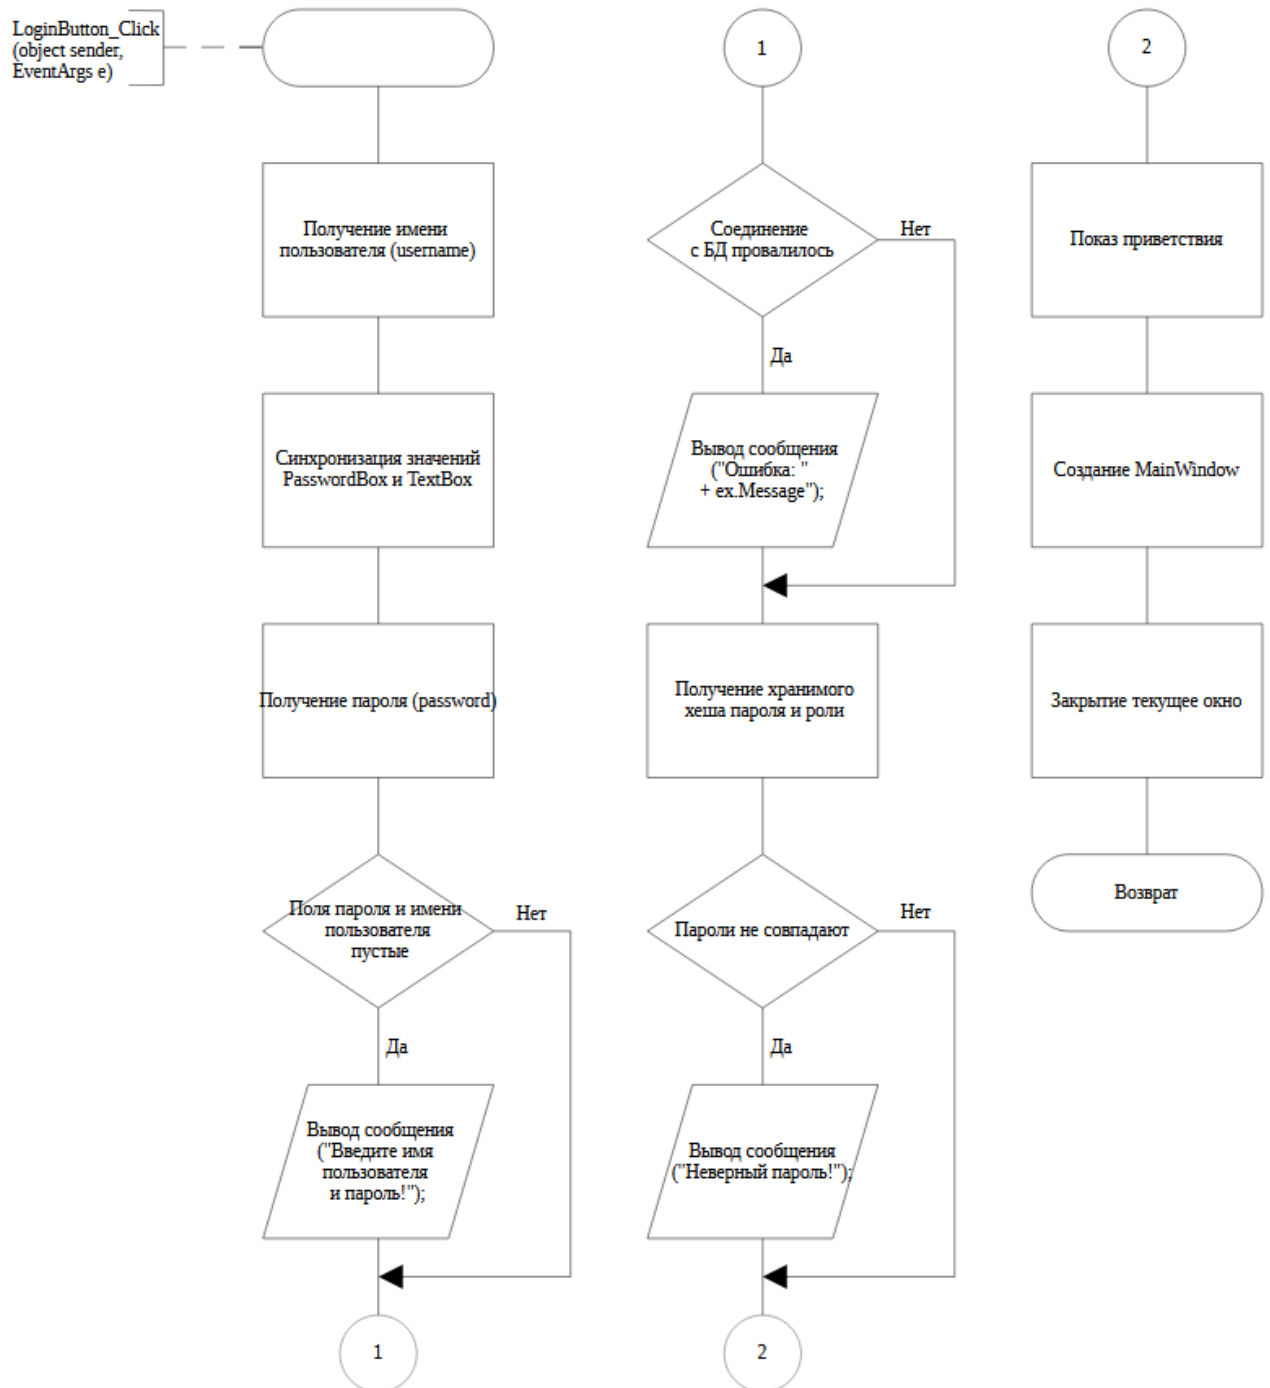 LoginButton_Click
(object sender,
EventArgs e)
Получение имени
пользователя (username)
Синхронизация значений
PasswordBox и TextBox
Получение пароля (password)
Поля пароля и имени
пользователя
пустые
Нет
Да
Вывод сообщения
("Введите имя
пользователя
и пароль!");
1
1
Соединение
с БД провалилось
Нет
Да
Вывод сообщения
("Ошибка: "
+ ex.Message");
Получение хранимого
хеша пароля и роли
Пароли не совпадают
Нет
Да
Вывод сообщения
("Неверный пароль!");
2
2
Показ приветствия
Создание MainWindow
Закрытие текущее окно
Возврат